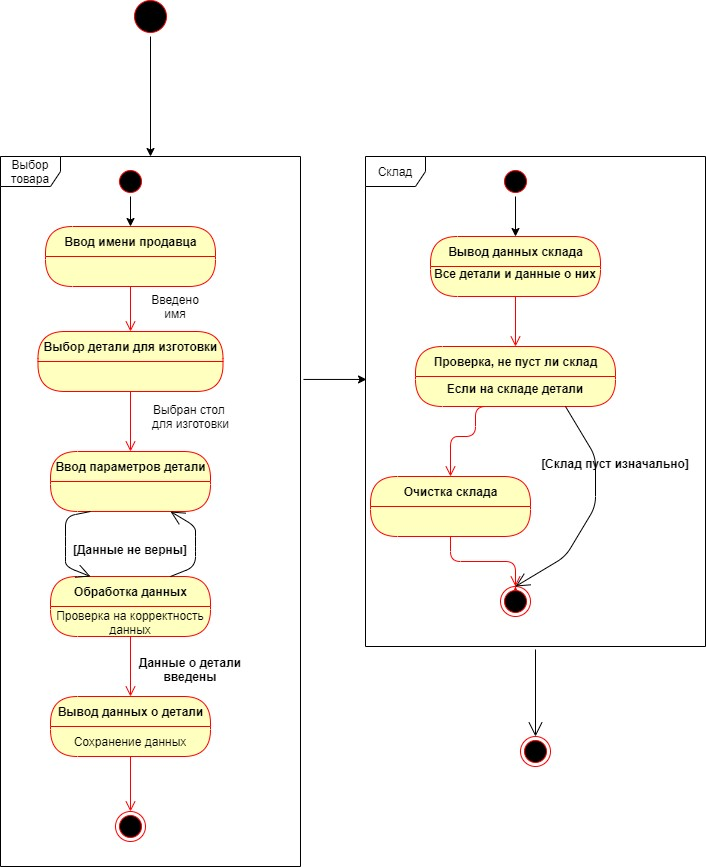 Выбор
товара
Ввод имени продавца
Введено
имя
Выбор детали для изготовки
Выбран стол
для изготовки
Ввод параметров детали
[Данные не верны]
Обработка данных
Проверка на корректность
данных
Данные о детали
введены
Вывод данных о детали
Сохранение данных
Склад
Вывод данных склада
Все детали и данные о них
Проверка, не пуст ли склад
Если на складе детали
[Склад пуст изначально]
Очистка склада